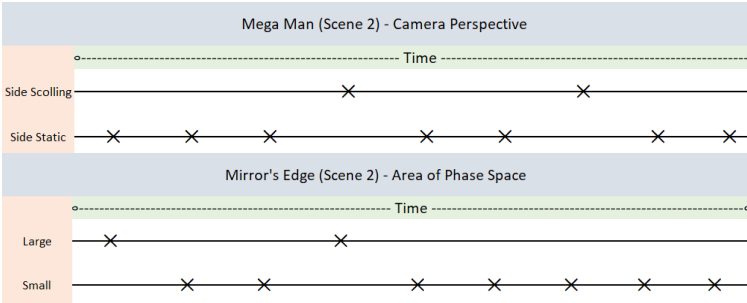 Mega Man (Scene 2) - Camera Perspective
Time
Side Scolling
Side Static
Mirror's Edge (Scene 2) - Area of Phase Space
Time
Large
Small